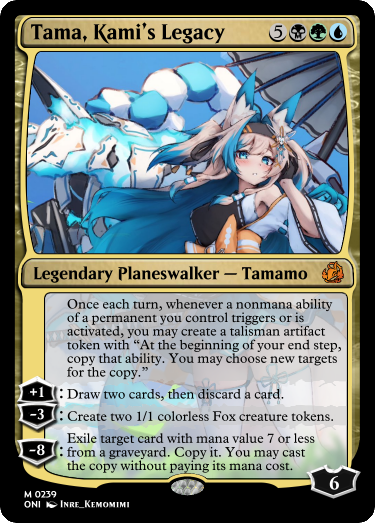 Tama, Kami's Legacy 5
Legendary Planeswalker — Tamamo
Once each turn, whenever a nonmana ability
of a permanent you control triggers or is
activated, you may create a talisman artifact
token with “At the beginning of your end step,
copy that ability. You may choose new targets
for the copy.”
+1: Draw two cards, then discard a card.
-3: Create two 1/1 colorless Fox creature tokens.
Exile target card with mana value 7 or less
-8: from a graveyard. Copy it. You may cast
the copy without paying its mana cost.
6
M 0239
ONI Inre_Kemomimi